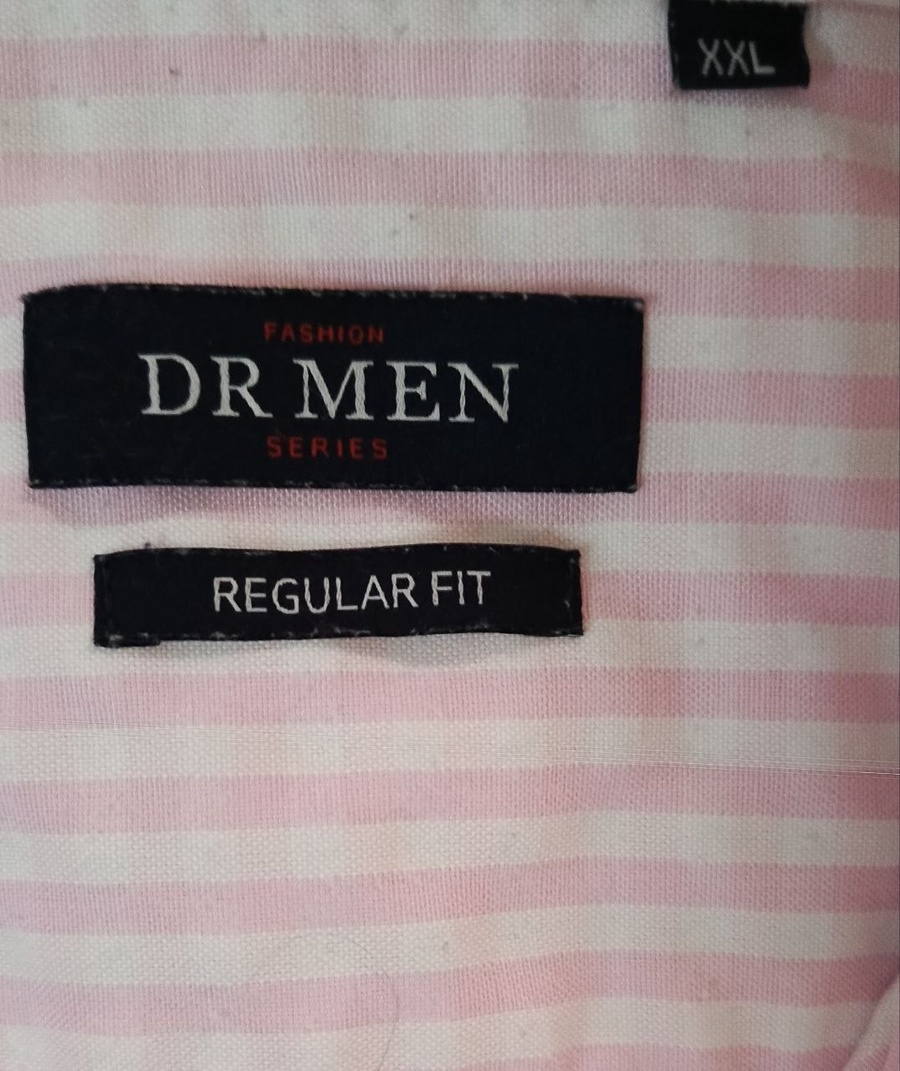 XXL
FASHION
DR MEN
SERIES
REGULAR FIT